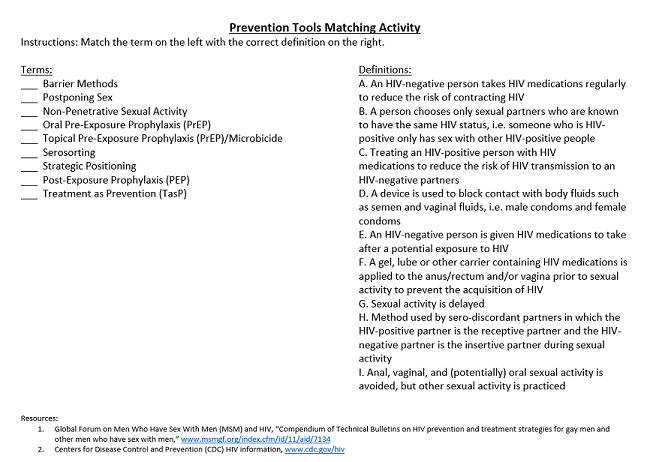 Prevention Tools Matching Activity
Instructions: Match the term on the left with the correct definition on the right.
Terms:
___ Barrier Methods
___ Postponing Sex
___ Non-Penetrative Sexual Activity
___ Oral Pre-Exposure Prophylaxis (PrEP)
___ Topical Pre-Exposure Prophylaxis (PrEP)/Microbicide
___ Serosorting
___ Strategic Positioning
___ Post-Exposure Prophylaxis (PEP)
___ Treatment as Prevention (TasP)
Definitions:
A. An HIV-negative person takes HIV medications regularly
to reduce the risk of contracting HIV
B. A person chooses only sexual partners who are known
to have the same HIV status, i.e. someone who is HIV-
positive only has sex with other HIV-positive people
C. Treating an HIV-positive person with HIV
medications to reduce the risk of HIV transmission to an
HIV-negative partners
D. A device is used to block contact with body fluids such
as semen and vaginal fluids, i.e. male condoms and female
condoms
E. An HIV-negative person is given HIV medications to take
after a potential exposure to HIV
F. A gel, lube or other carrier containing HIV medications is
applied to the anus/rectum and/or vagina prior to sexual
activity to prevent the acquisition of HIV
G. Sexual activity is delayed
H. Method used by sero-discordant partners in which the
HIV-positive partner is the receptive partner and the HIV-
negative partner is the insertive partner during sexual
activity
I. Anal, vaginal, and (potentially) oral sexual activity is
avoided, but other sexual activity is practiced
Resources:
1. Global Forum on Men Who Have Sex With Men (MSM) and HIV, “Compendium of Technical Bulletins on HIV prevention and treatment strategies for gay men and
other men who have sex with men,” www.msmgf.org/index.cfm/id/11/aid/7134
2. Centers for Disease Control and Prevention (CDC) HIV information, www.cdc.gov/hiv